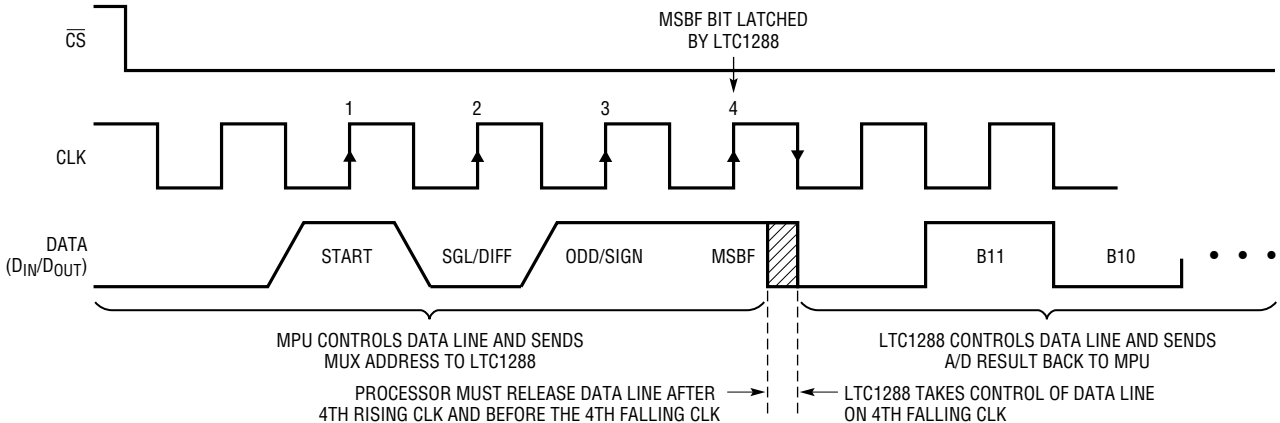 MSBF BIT LATCHED
BY LTC1288
CS
1 2 3 4
CLK
DATA
(DIN/DOUT)
START SGL/DIFF ODD/SIGN MSBF B11 B10 • • •
MPU CONTROLS DATA LINE AND SENDS
MUX ADDRESS TO LTC1288
LTC1288 CONTROLS DATA LINE AND SENDS
A/D RESULT BACK TO MPU
PROCESSOR MUST RELEASE DATA LINE AFTER
4TH RISING CLK AND BEFORE THE 4TH FALLING CLK
LTC1288 TAKES CONTROL OF DATA LINE
ON 4TH FALLING CLK